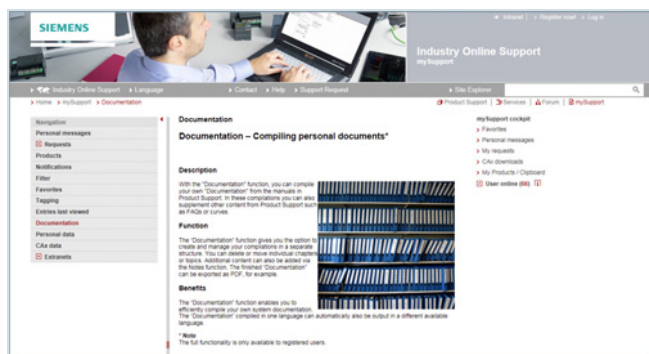 SIEMENS
Intranet | Register now! Log in
Industry Online Support
mySupport
Industry Online Support Language Contact Help Support Request Site Explorer
Home mySupport Documentation
Product Support | Services | Forum | mySupport
Navigation
Personal messages
Requests
Products
Notifications
Filter
Favorites
Tagging
Entries last viewed
Documentation
Personal data
CAx data
Extranets
Documentation
Documentation – Compiling personal documents*
Description
With the "Documentation" function, you can compile
your own "Documentation" from the manuals in
Product Support. In these compilations you can also
supplement other content from Product Support such
as FAQs or curves.
Function
The "Documentation" function gives you the option to
create and manage your compilations in a separate
structure. You can delete or move individual chapters
or topics. Additional content can also be added via
the Notes function. The finished "Documentation"
can be exported as PDF, for example.
Benefits
The "Documentation" function enables you to
efficiently compile your own system documentation.
The "Documentation" compiled in one language can automatically also be output in a different available
language.
* Note
The full functionality is only available to registered users.
mySupport cockpit
Favorites
Personal messages
My requests
CAx downloads
My Products / Clipboard
User online (66)